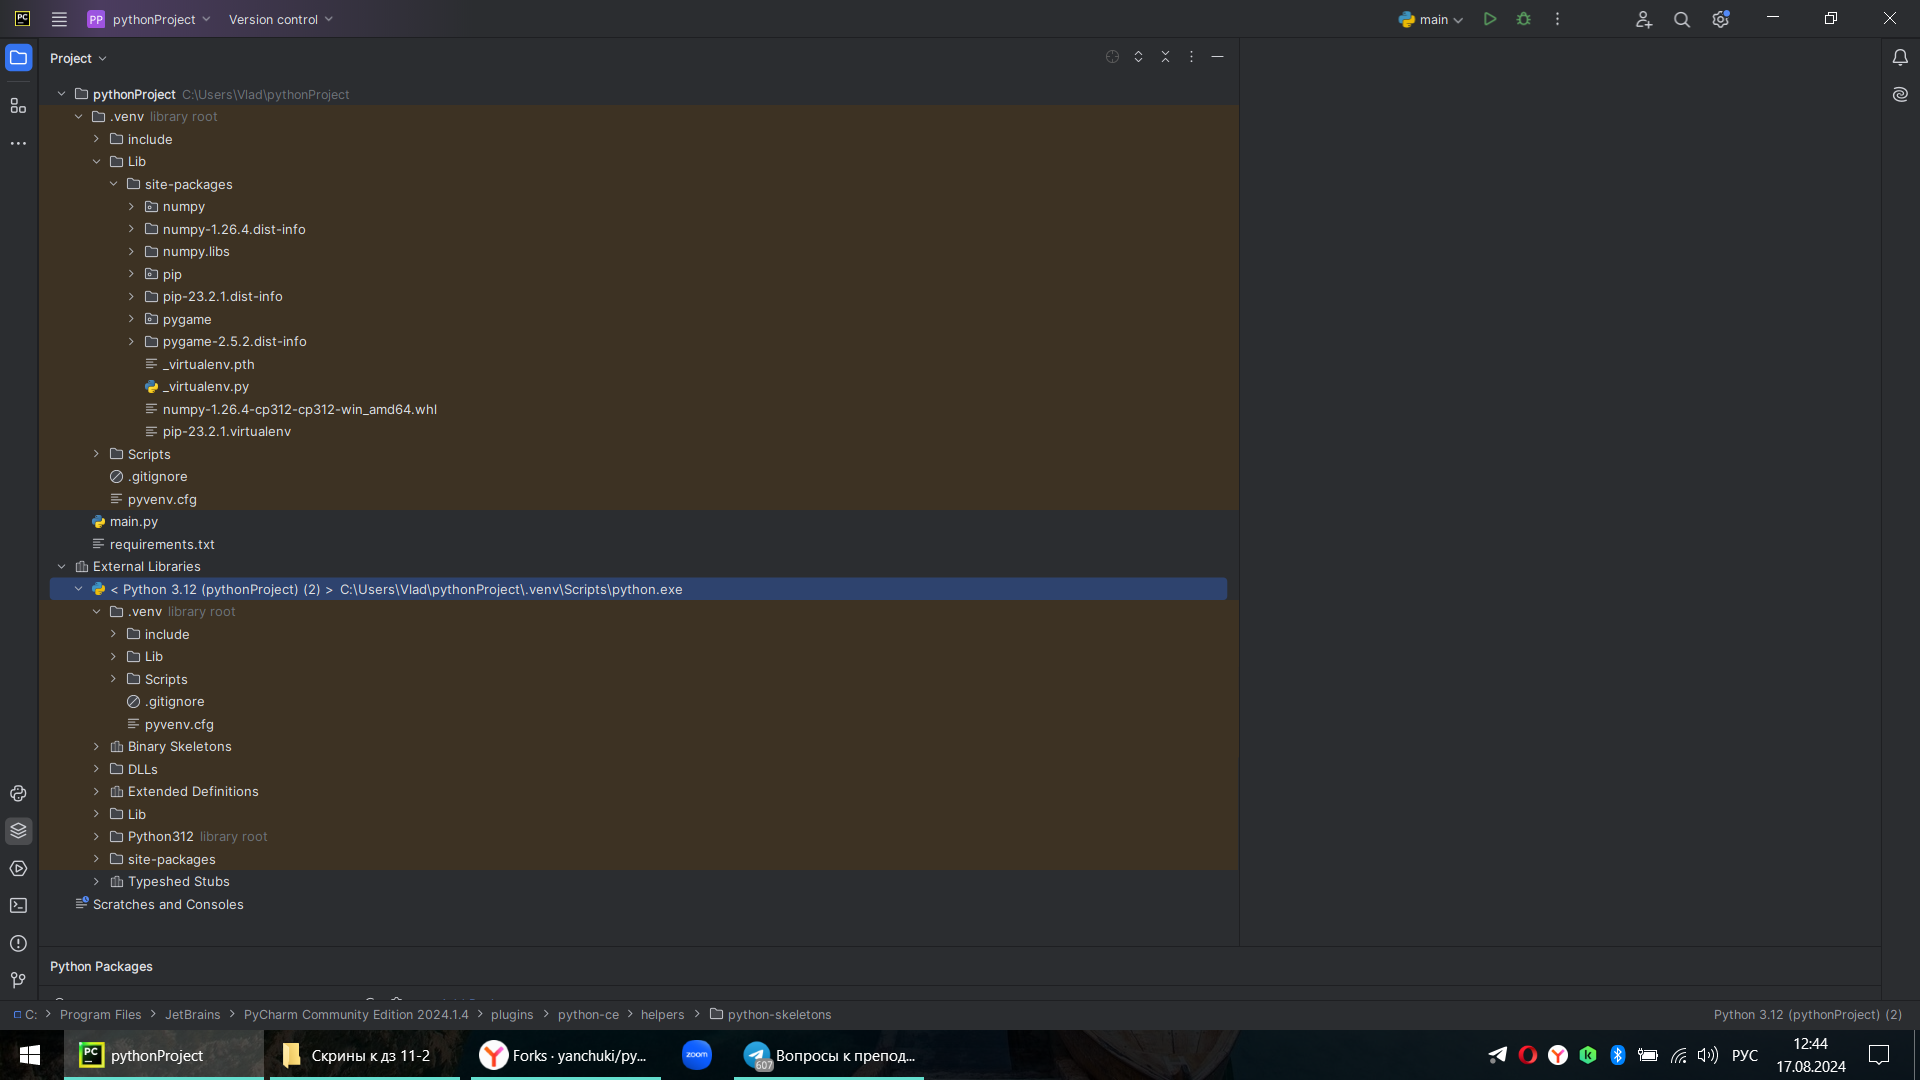 PC PP pythonProject Version control main
Project
pythonProject C:\Users\Vlad\pythonProject
.venv library root
include
Lib
site-packages
numpy
numpy-1.26.4.dist-info
numpy.libs
pip
pip-23.2.1.dist-info
pygame
pygame-2.5.2.dist-info
_virtualenv.pth
_virtualenv.py
numpy-1.26.4-cp312-cp312-win_amd64.whl
pip-23.2.1.virtualenv
Scripts
.gitignore
pyvenv.cfg
main.py
requirements.txt
External Libraries
< Python 3.12 (pythonProject) (2) > C:\Users\Vlad\pythonProject\.venv\Scripts\python.exe
.venv library root
include
Lib
Scripts
.gitignore
pyvenv.cfg
Binary Skeletons
DLLs
Extended Definitions
Lib
Python312 library root
site-packages
Typeshed Stubs
Scratches and Consoles
Python Packages
C: > Program Files > JetBrains > PyCharm Community Edition 2024.1.4 > plugins > python-ce > helpers > python-skeletons Python 3.12 (pythonProject) (2)
PC pythonProject Скрины к дз 11-2 Forks · yanchuki/py... zoom 607 Вопросы к препод... РУС 12:44
17.08.2024